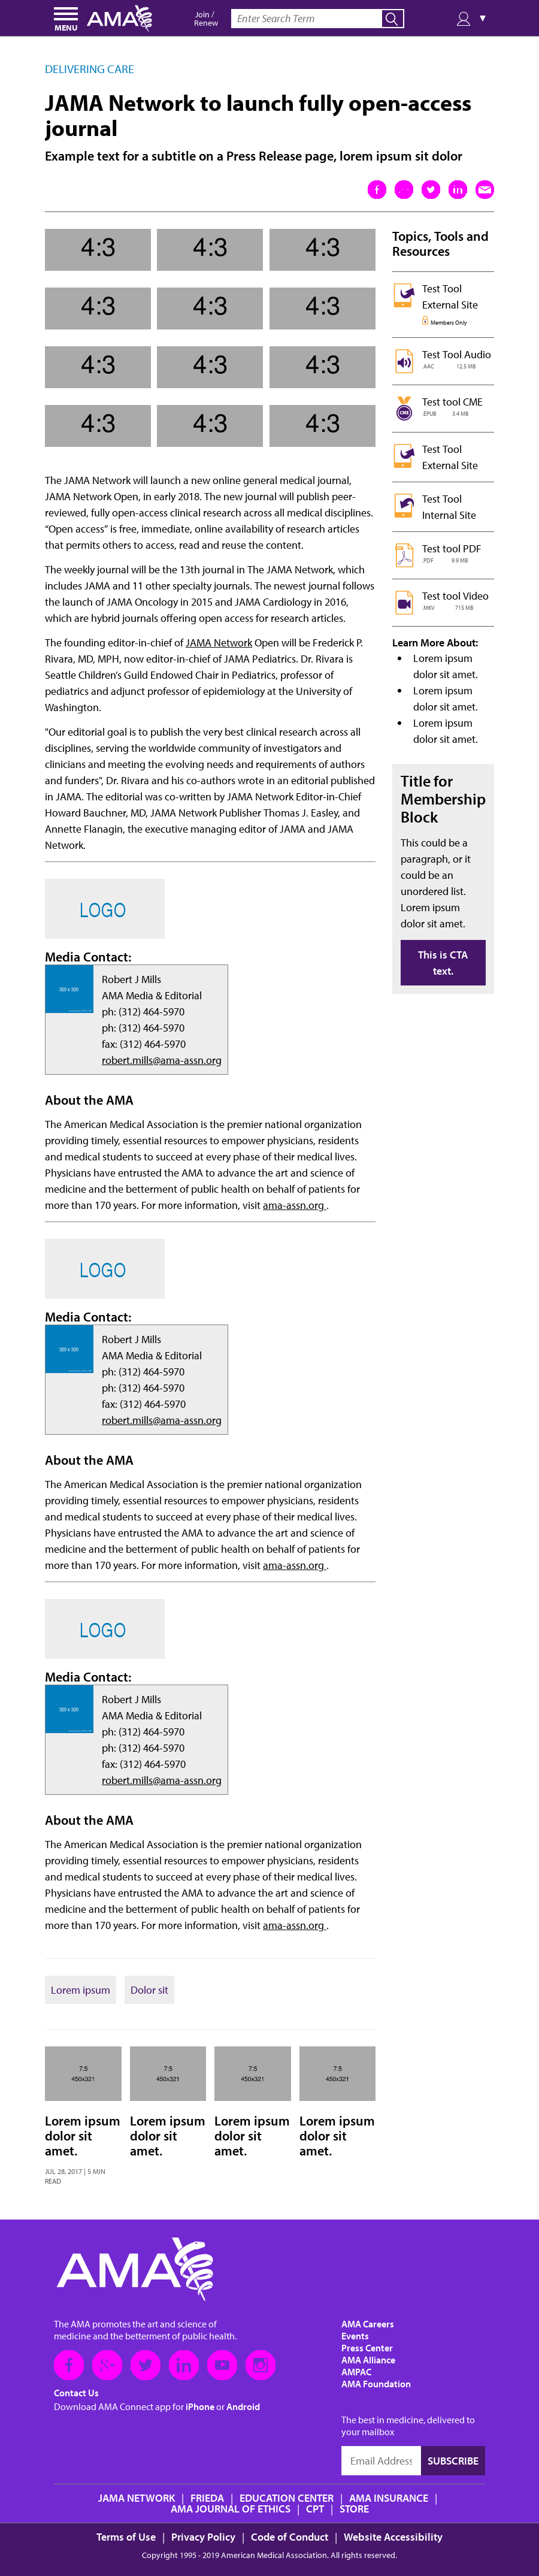 MENU
AMA
Join /
Renew
Enter Search Term
▼
DELIVERING CARE
JAMA Network to launch fully open-access
journal
Example text for a subtitle on a Press Release page, lorem ipsum sit dolor
4:3 4:3 4:3
4:3 4:3 4:3
4:3 4:3 4:3
4:3 4:3 4:3
The JAMA Network will launch a new online general medical journal,
JAMA Network Open, in early 2018. The new journal will publish peer-
reviewed, fully open-access clinical research across all medical disciplines.
“Open access” is free, immediate, online availability of research articles
that permits others to access, read and reuse the content.
The weekly journal will be the 13th journal in The JAMA Network, which
includes JAMA and 11 other specialty journals. The newest journal follows
the launch of JAMA Oncology in 2015 and JAMA Cardiology in 2016,
which are hybrid journals offering open access for research articles.
The founding editor-in-chief of JAMA Network Open will be Frederick P.
Rivara, MD, MPH, now editor-in-chief of JAMA Pediatrics. Dr. Rivara is
Seattle Children’s Guild Endowed Chair in Pediatrics, professor of
pediatrics and adjunct professor of epidemiology at the University of
Washington.
"Our editorial goal is to publish the very best clinical research across all
disciplines, serving the worldwide community of investigators and
clinicians and meeting the evolving needs and requirements of authors
and funders", Dr. Rivara and his co-authors wrote in an editorial published
in JAMA. The editorial was co-written by JAMA Network Editor-in-Chief
Howard Bauchner, MD, JAMA Network Publisher Thomas J. Easley, and
Annette Flanagin, the executive managing editor of JAMA and JAMA
Network.
LOGO
Media Contact:
320 x 320
Robert J Mills
AMA Media & Editorial
ph: (312) 464-5970
ph: (312) 464-5970
fax: (312) 464-5970
robert.mills@ama-assn.org
About the AMA
The American Medical Association is the premier national organization
providing timely, essential resources to empower physicians, residents
and medical students to succeed at every phase of their medical lives.
Physicians have entrusted the AMA to advance the art and science of
medicine and the betterment of public health on behalf of patients for
more than 170 years. For more information, visit ama-assn.org .
LOGO
Media Contact:
320 x 320
Robert J Mills
AMA Media & Editorial
ph: (312) 464-5970
ph: (312) 464-5970
fax: (312) 464-5970
robert.mills@ama-assn.org
About the AMA
The American Medical Association is the premier national organization
providing timely, essential resources to empower physicians, residents
and medical students to succeed at every phase of their medical lives.
Physicians have entrusted the AMA to advance the art and science of
medicine and the betterment of public health on behalf of patients for
more than 170 years. For more information, visit ama-assn.org .
LOGO
Media Contact:
320 x 320
Robert J Mills
AMA Media & Editorial
ph: (312) 464-5970
ph: (312) 464-5970
fax: (312) 464-5970
robert.mills@ama-assn.org
About the AMA
The American Medical Association is the premier national organization
providing timely, essential resources to empower physicians, residents
and medical students to succeed at every phase of their medical lives.
Physicians have entrusted the AMA to advance the art and science of
medicine and the betterment of public health on behalf of patients for
more than 170 years. For more information, visit ama-assn.org .
Lorem ipsum Dolor sit
7:5 7:5 7:5 7:5
450x321 450x321 450x321 450x321
Lorem ipsum
dolor sit
amet.
JUL 28, 2017 | 5 MIN
READ
Lorem ipsum
dolor sit
amet.
Lorem ipsum
dolor sit
amet.
Lorem ipsum
dolor sit
amet.
Topics, Tools and
Resources
Test Tool
External Site
Members Only
Test Tool Audio
.AAC 12.5 MB
CME
Test tool CME
.EPUB 3.4 MB
Test Tool
External Site
Test Tool
Internal Site
PDF
Test tool PDF
.PDF 9.9 MB
Test tool Video
.MKV 715 MB
Learn More About:
• Lorem ipsum
dolor sit amet.
• Lorem ipsum
dolor sit amet.
• Lorem ipsum
dolor sit amet.
Title for
Membership
Block
This could be a
paragraph, or it
could be an
unordered list.
Lorem ipsum
dolor sit amet.
This is CTA
text.
AMA
The AMA promotes the art and science of
medicine and the betterment of public health.
Contact Us
Download AMA Connect app for iPhone or Android
AMA Careers
Events
Press Center
AMA Alliance
AMPAC
AMA Foundation
The best in medicine, delivered to
your mailbox
Email Address SUBSCRIBE
JAMA NETWORK | FRIEDA | EDUCATION CENTER | AMA INSURANCE |
AMA JOURNAL OF ETHICS | CPT | STORE
Terms of Use | Privacy Policy | Code of Conduct | Website Accessibility
Copyright 1995 - 2019 American Medical Association. All rights reserved.